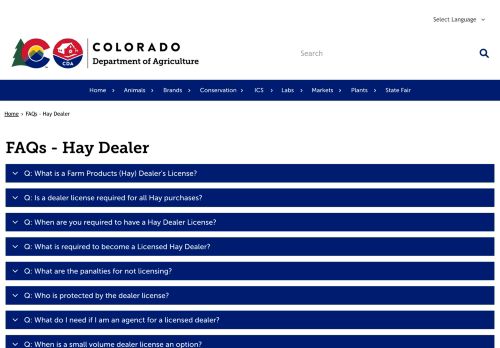 Select Language
COLORADO
Department of Agriculture
CO
CDA
Search
Home Animals Brands Conservation ICS Labs Markets Plants State Fair
Home › FAQs - Hay Dealer
FAQs - Hay Dealer
Q: What is a Farm Products (Hay) Dealer's License?
Q: Is a dealer license required for all Hay purchases?
Q: When are you required to have a Hay Dealer License?
Q: What is required to become a Licensed Hay Dealer?
Q: What are the panalties for not licensing?
Q: Who is protected by the dealer license?
Q: What do I need if I am an agenct for a licensed dealer?
Q: When is a small volume dealer license an option?